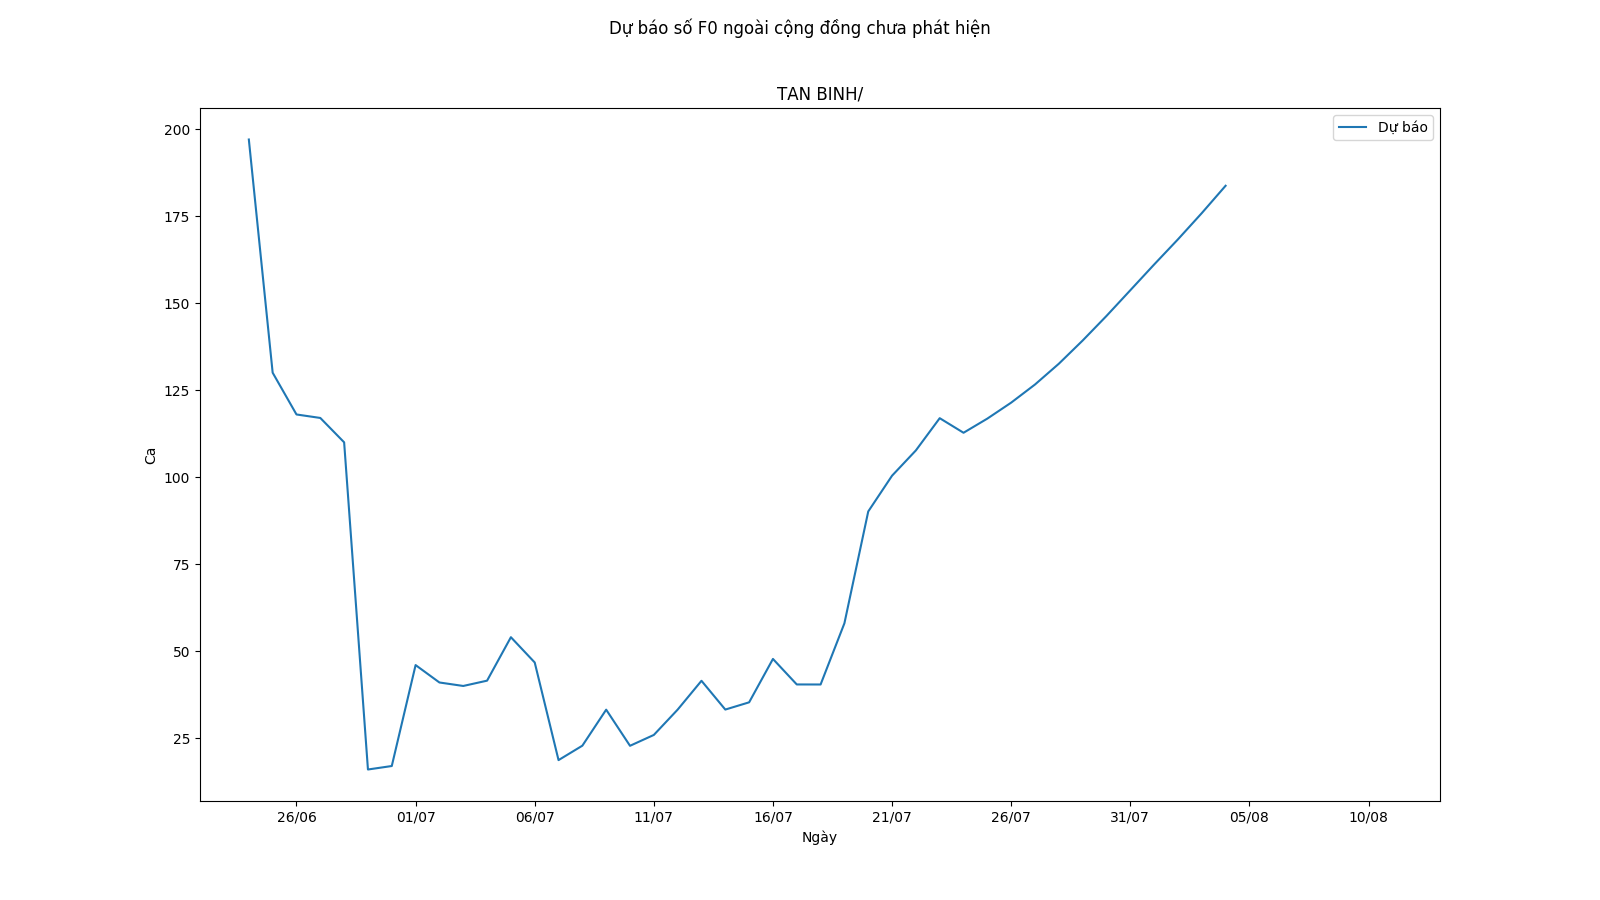 Dự báo số F0 ngoài cộng đồng chưa phát hiện
TAN BINH/
Dự báo
200
175
150
125
100
75
50
25
Ca
26/06 01/07 06/07 11/07 16/07 21/07 26/07 31/07 05/08 10/08
Ngày